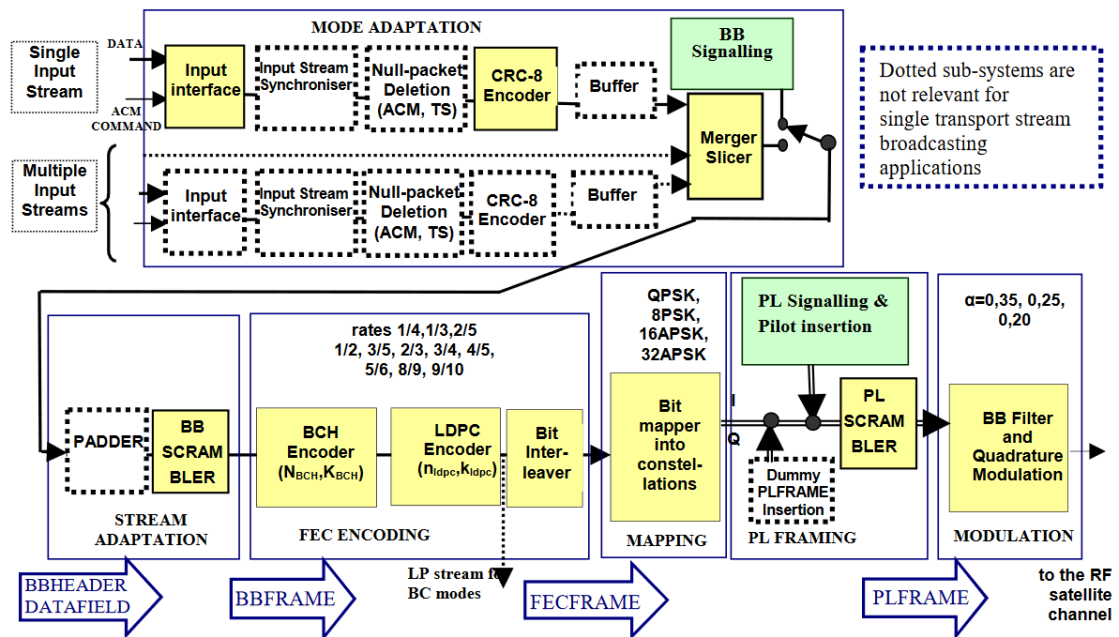 MODE ADAPTATION
BB
Signalling
Single
Input
Stream
DATA
ACM
COMMAND
Input
interface
Input Stream
Synchroniser
Null-packet
Deletion
(ACM, TS)
CRC-8
Encoder
Buffer
Merger
Slicer
Dotted sub-systems are
not relevant for
single transport stream
broadcasting
applications
Multiple
Input
Streams
Input
interface
Input Stream
Synchroniser
Null-packet
Deletion
(ACM, TS)
CRC-8
Encoder
Buffer
rates 1/4,1/3,2/5
1/2, 3/5, 2/3, 3/4, 4/5,
5/6, 8/9, 9/10
QPSK,
8PSK,
16APSK,
32APSK
PL Signalling &
Pilot insertion
α=0,35, 0,25,
0,20
PADDER
BB
SCRAM
BLER
BCH
Encoder
(NBCH,KBCH)
LDPC
Encoder
(nldpc,kldpc)
Bit
Inter-
leaver
Bit
mapper
into
constel-
lations
I
Q
Dummy
PLFRAME
Insertion
PL
SCRAM
BLER
BB Filter
and
Quadrature
Modulation
STREAM
ADAPTATION
FEC ENCODING
MAPPING
PL FRAMING
MODULATION
BBHEADER
DATAFIELD
BBFRAME
LP stream for
BC modes
FECFRAME
PLFRAME
to the RF
satellite
channel